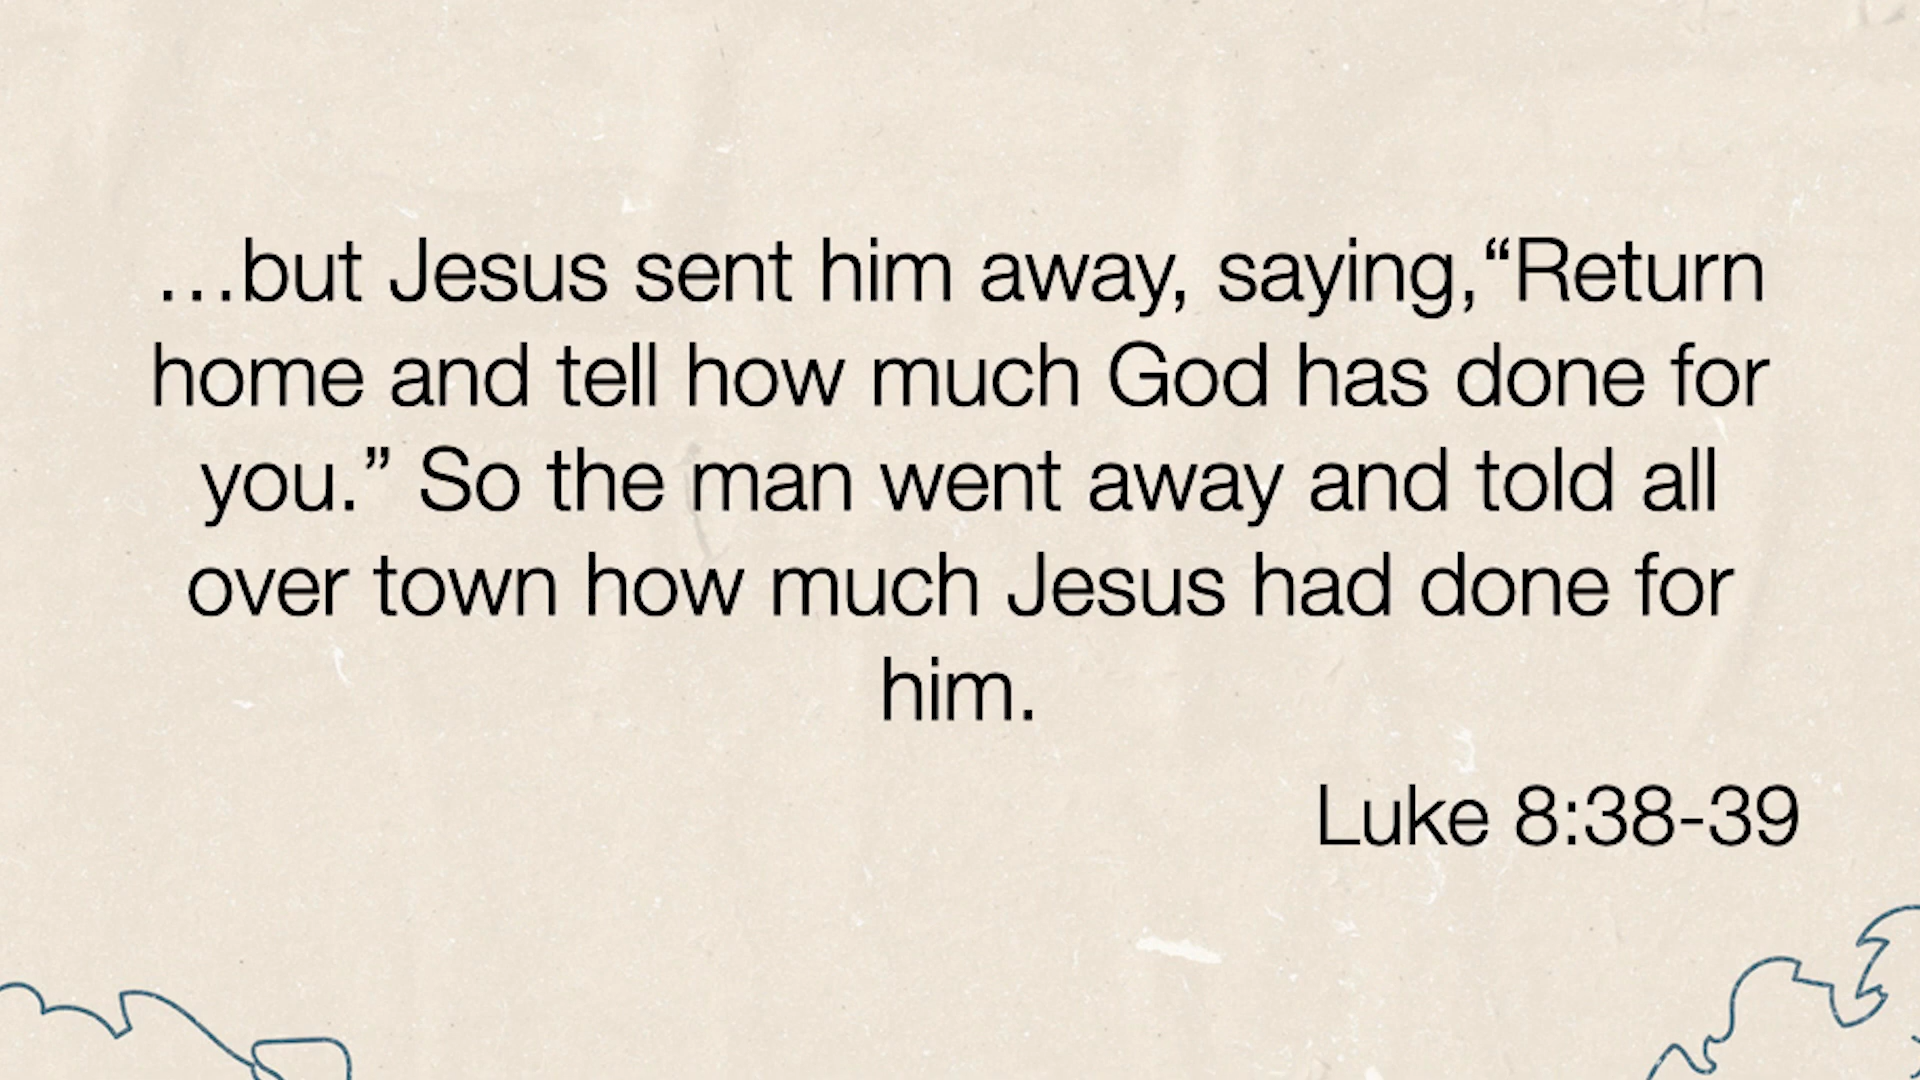 …but Jesus sent him away, saying,“Return
home and tell how much God has done for
you.” So the man went away and told all
over town how much Jesus had done for
him.
Luke 8:38-39